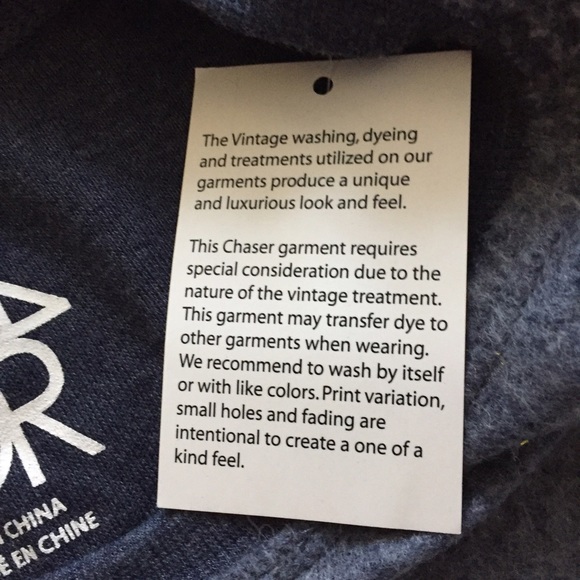 The Vintage washing, dyeing
and treatments utilized on our
garments produce a unique
and luxurious look and feel.
This Chaser garment requires
special consideration due to the
nature of the vintage treatment.
This garment may transfer dye to
other garments when wearing.
We recommend to wash by itself
or with like colors. Print variation,
small holes and fading are
intentional to create a one of a
kind feel.
CHINA
EN CHINE